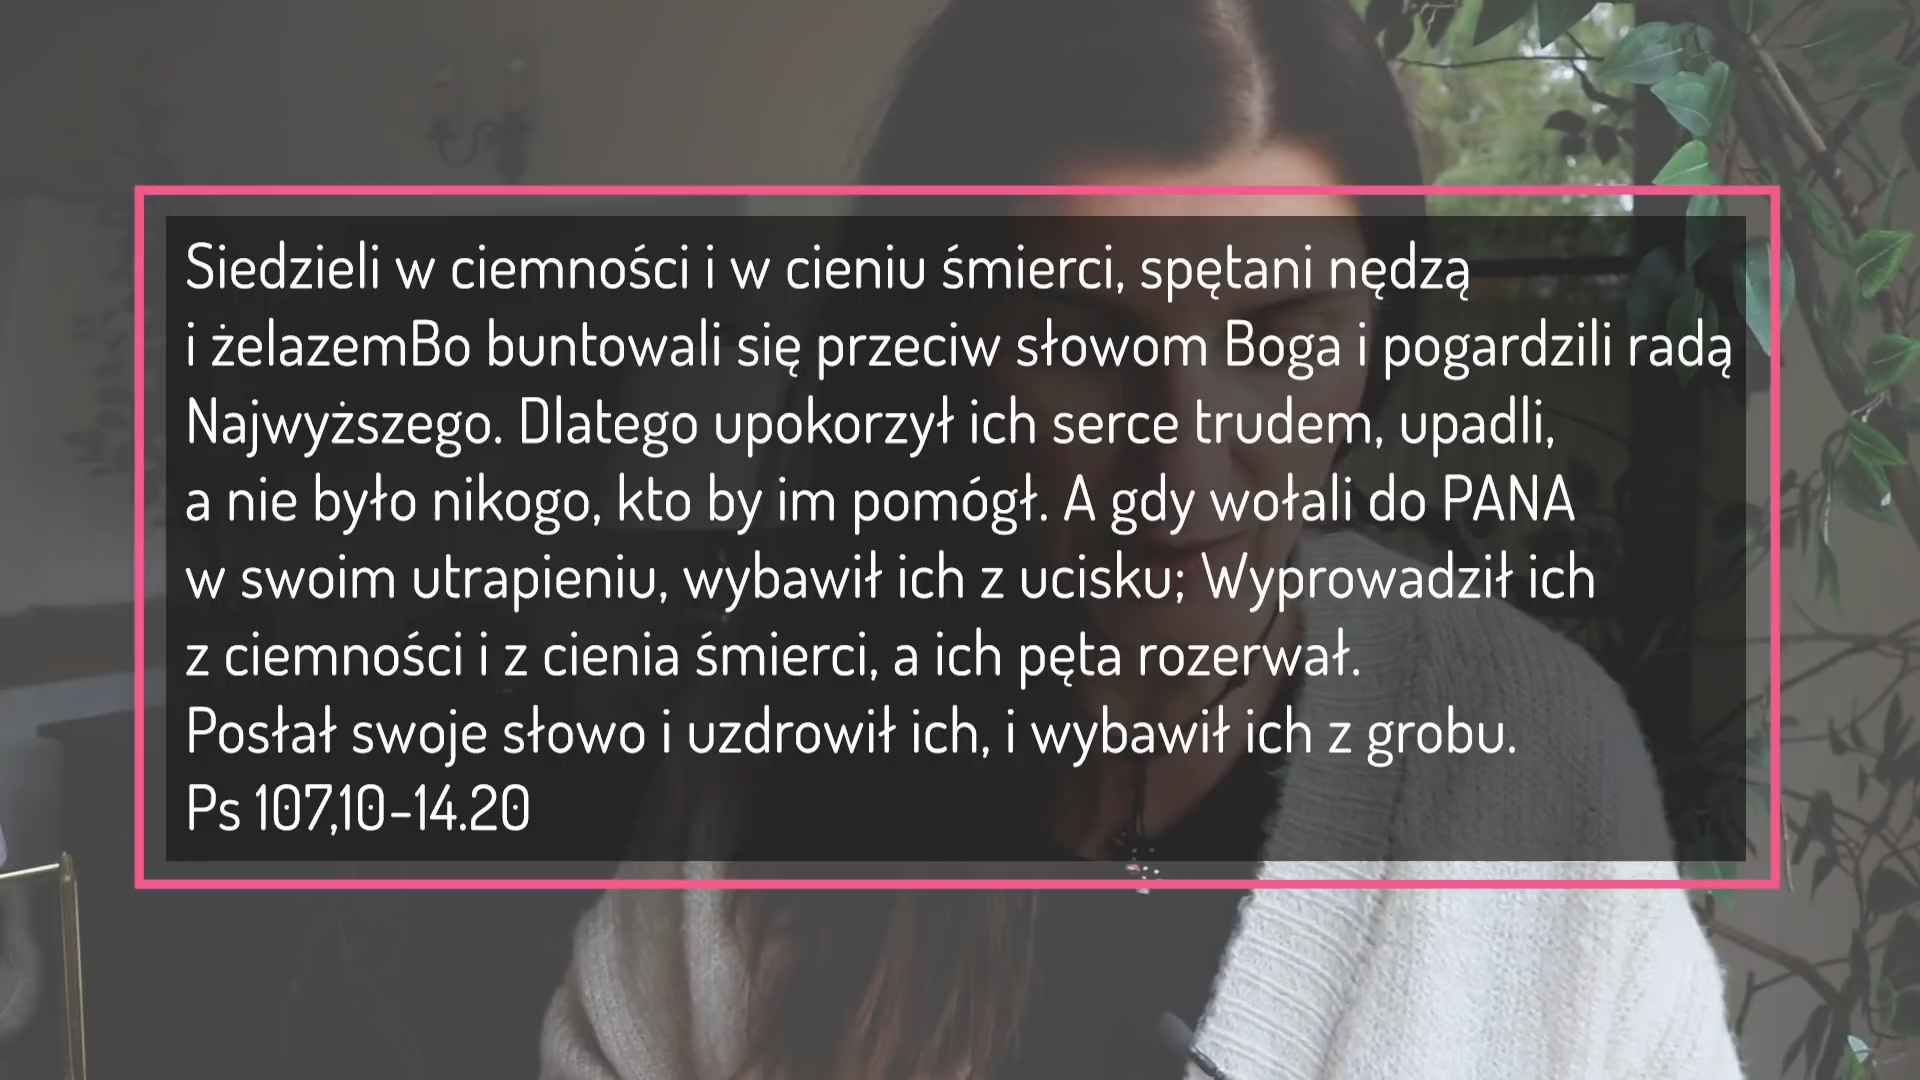 Siedzieli w ciemności i w cieniu śmierci, spętani nędzą
i żelazemBo buntowali się przeciw słowom Boga i pogardzili radą
Najwyższego. Dlatego upokorzył ich serce trudem, upadli,
a nie było nikogo, kto by im pomógł. A gdy wołali do PANA
w swoim utrapieniu, wybawił ich z ucisku; Wyprowadził ich
z ciemności i z cienia śmierci, a ich pęta rozerwał.
Posłał swoje słowo i uzdrowił ich, i wybawił ich z grobu.
Ps 107,10-14.20